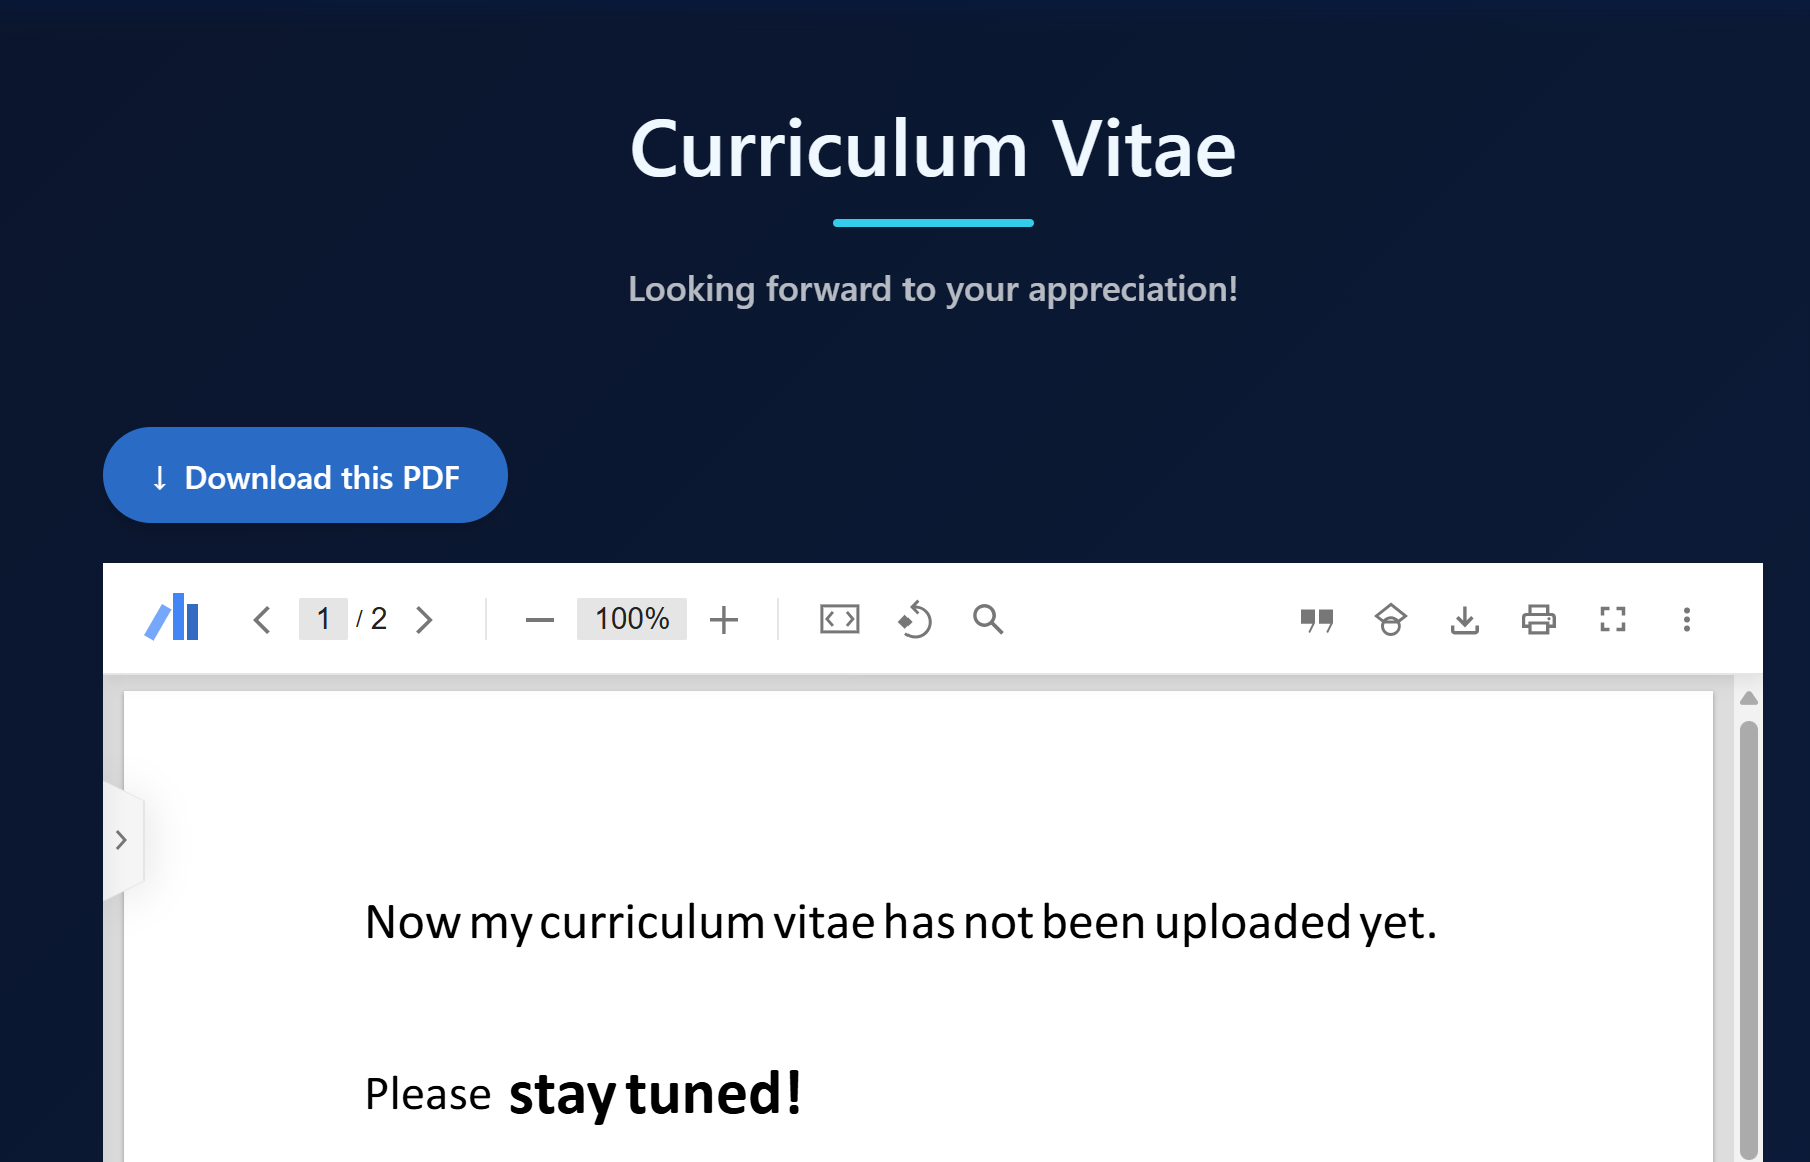 Curriculum Vitae
Looking forward to your appreciation!
↓ Download this PDF
1 / 2
100%
Now my curriculum vitae has not been uploaded yet.
Please stay tuned!